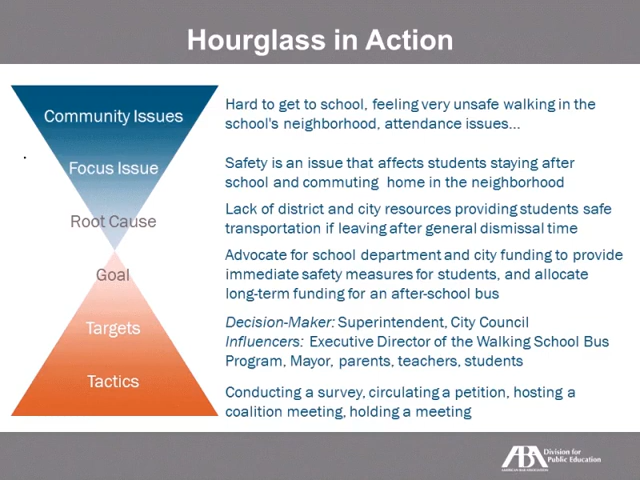 Hourglass in Action
Community Issues
Hard to get to school, feeling very unsafe walking in the
school's neighborhood, attendance issues...
Focus Issue
Safety is an issue that affects students staying after
school and commuting home in the neighborhood
Root Cause
Lack of district and city resources providing students safe
transportation if leaving after general dismissal time
Goal
Advocate for school department and city funding to provide
immediate safety measures for students, and allocate
long-term funding for an after-school bus
Targets
Decision-Maker: Superintendent, City Council
Influencers: Executive Director of the Walking School Bus
Program, Mayor, parents, teachers, students
Tactics
Conducting a survey, circulating a petition, hosting a
coalition meeting, holding a meeting
ABA
Division for
Public Education
AMERICAN BAR ASSOCIATION